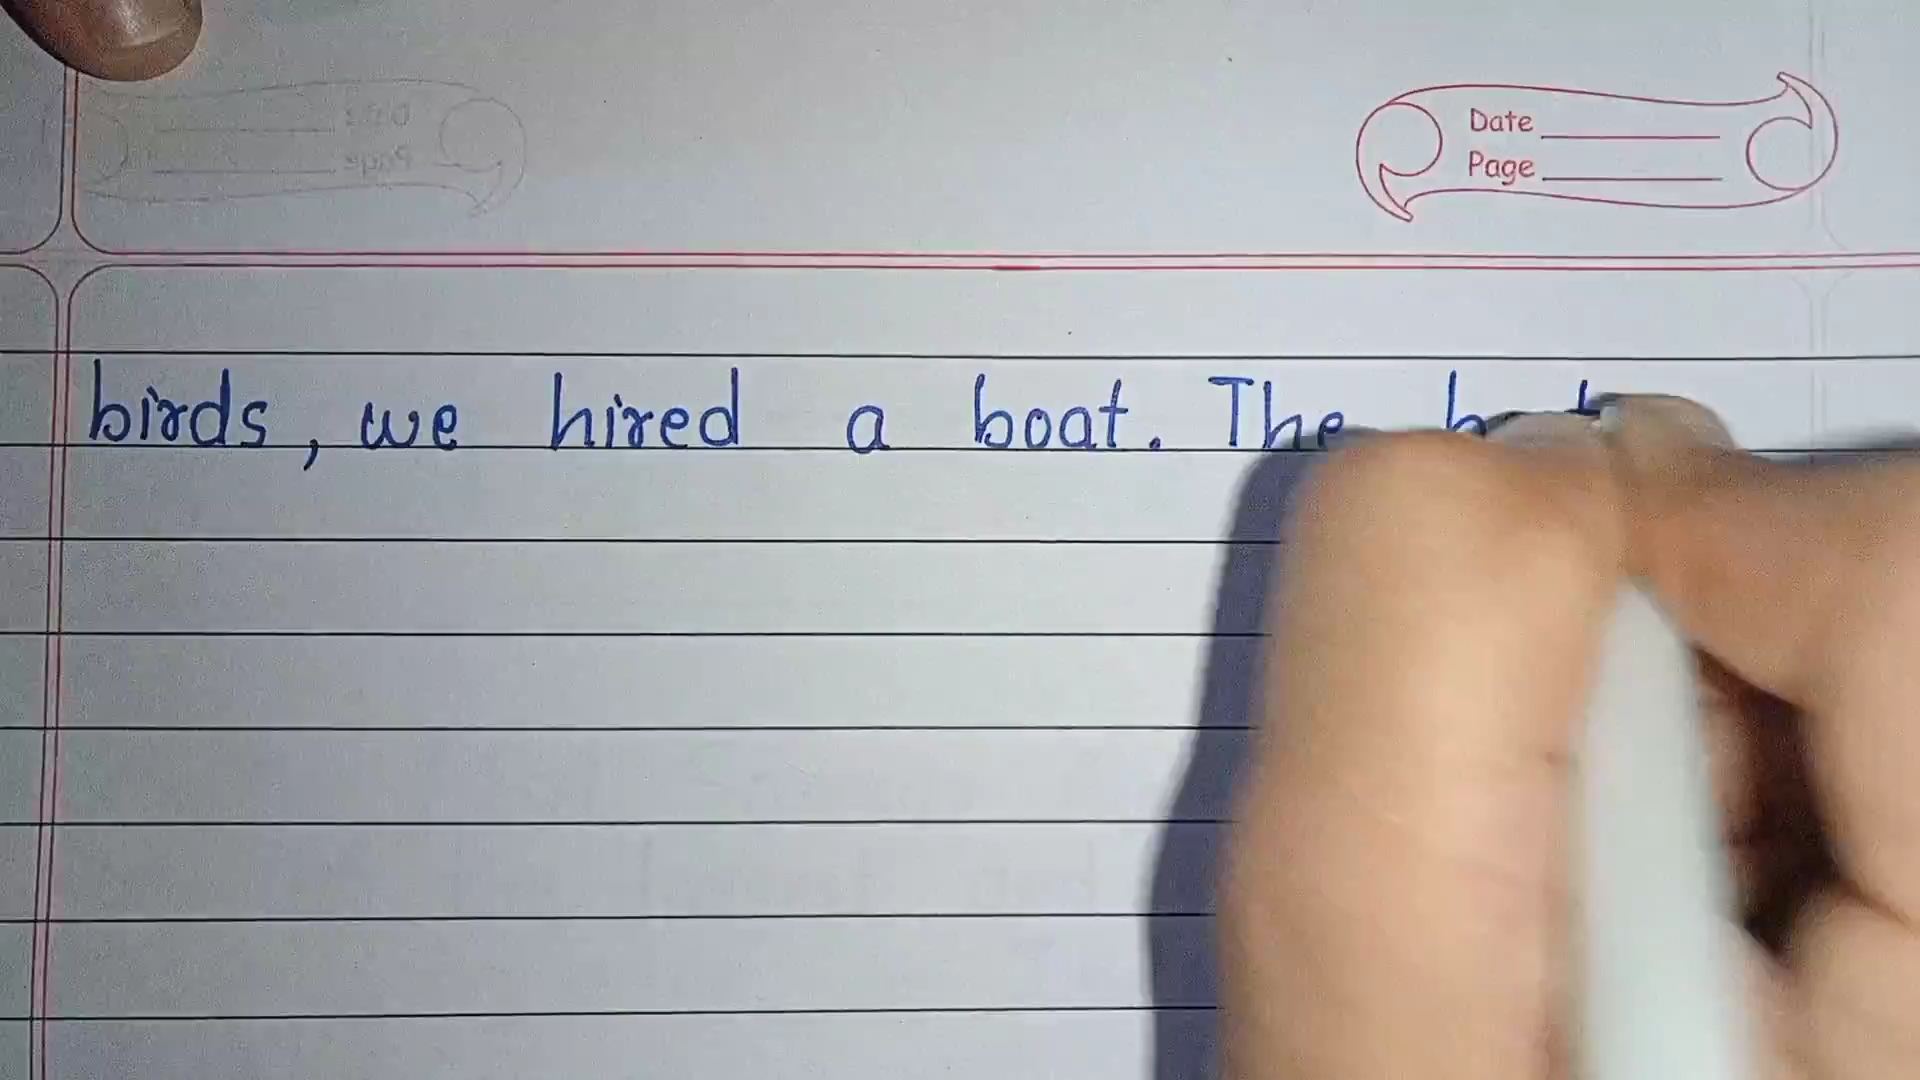 Date
Page
birds, we hired a boat. The